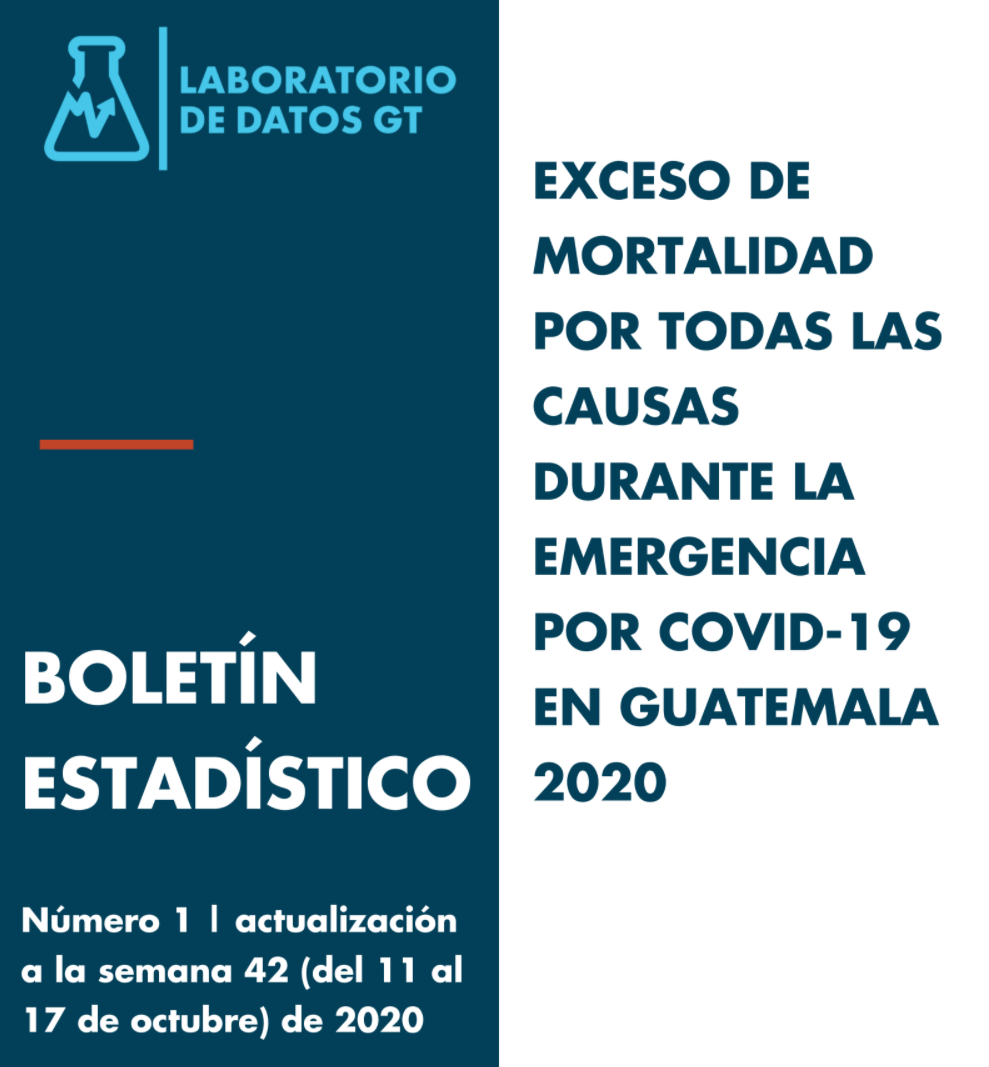 LABORATORIO
DE DATOS GT
BOLETÍN
ESTADÍSTICO
Número 1 | actualización
a la semana 42 (del 11 al
17 de octubre) de 2020
EXCESO DE
MORTALIDAD
POR TODAS LAS
CAUSAS
DURANTE LA
EMERGENCIA
POR COVID-19
EN GUATEMALA
2020